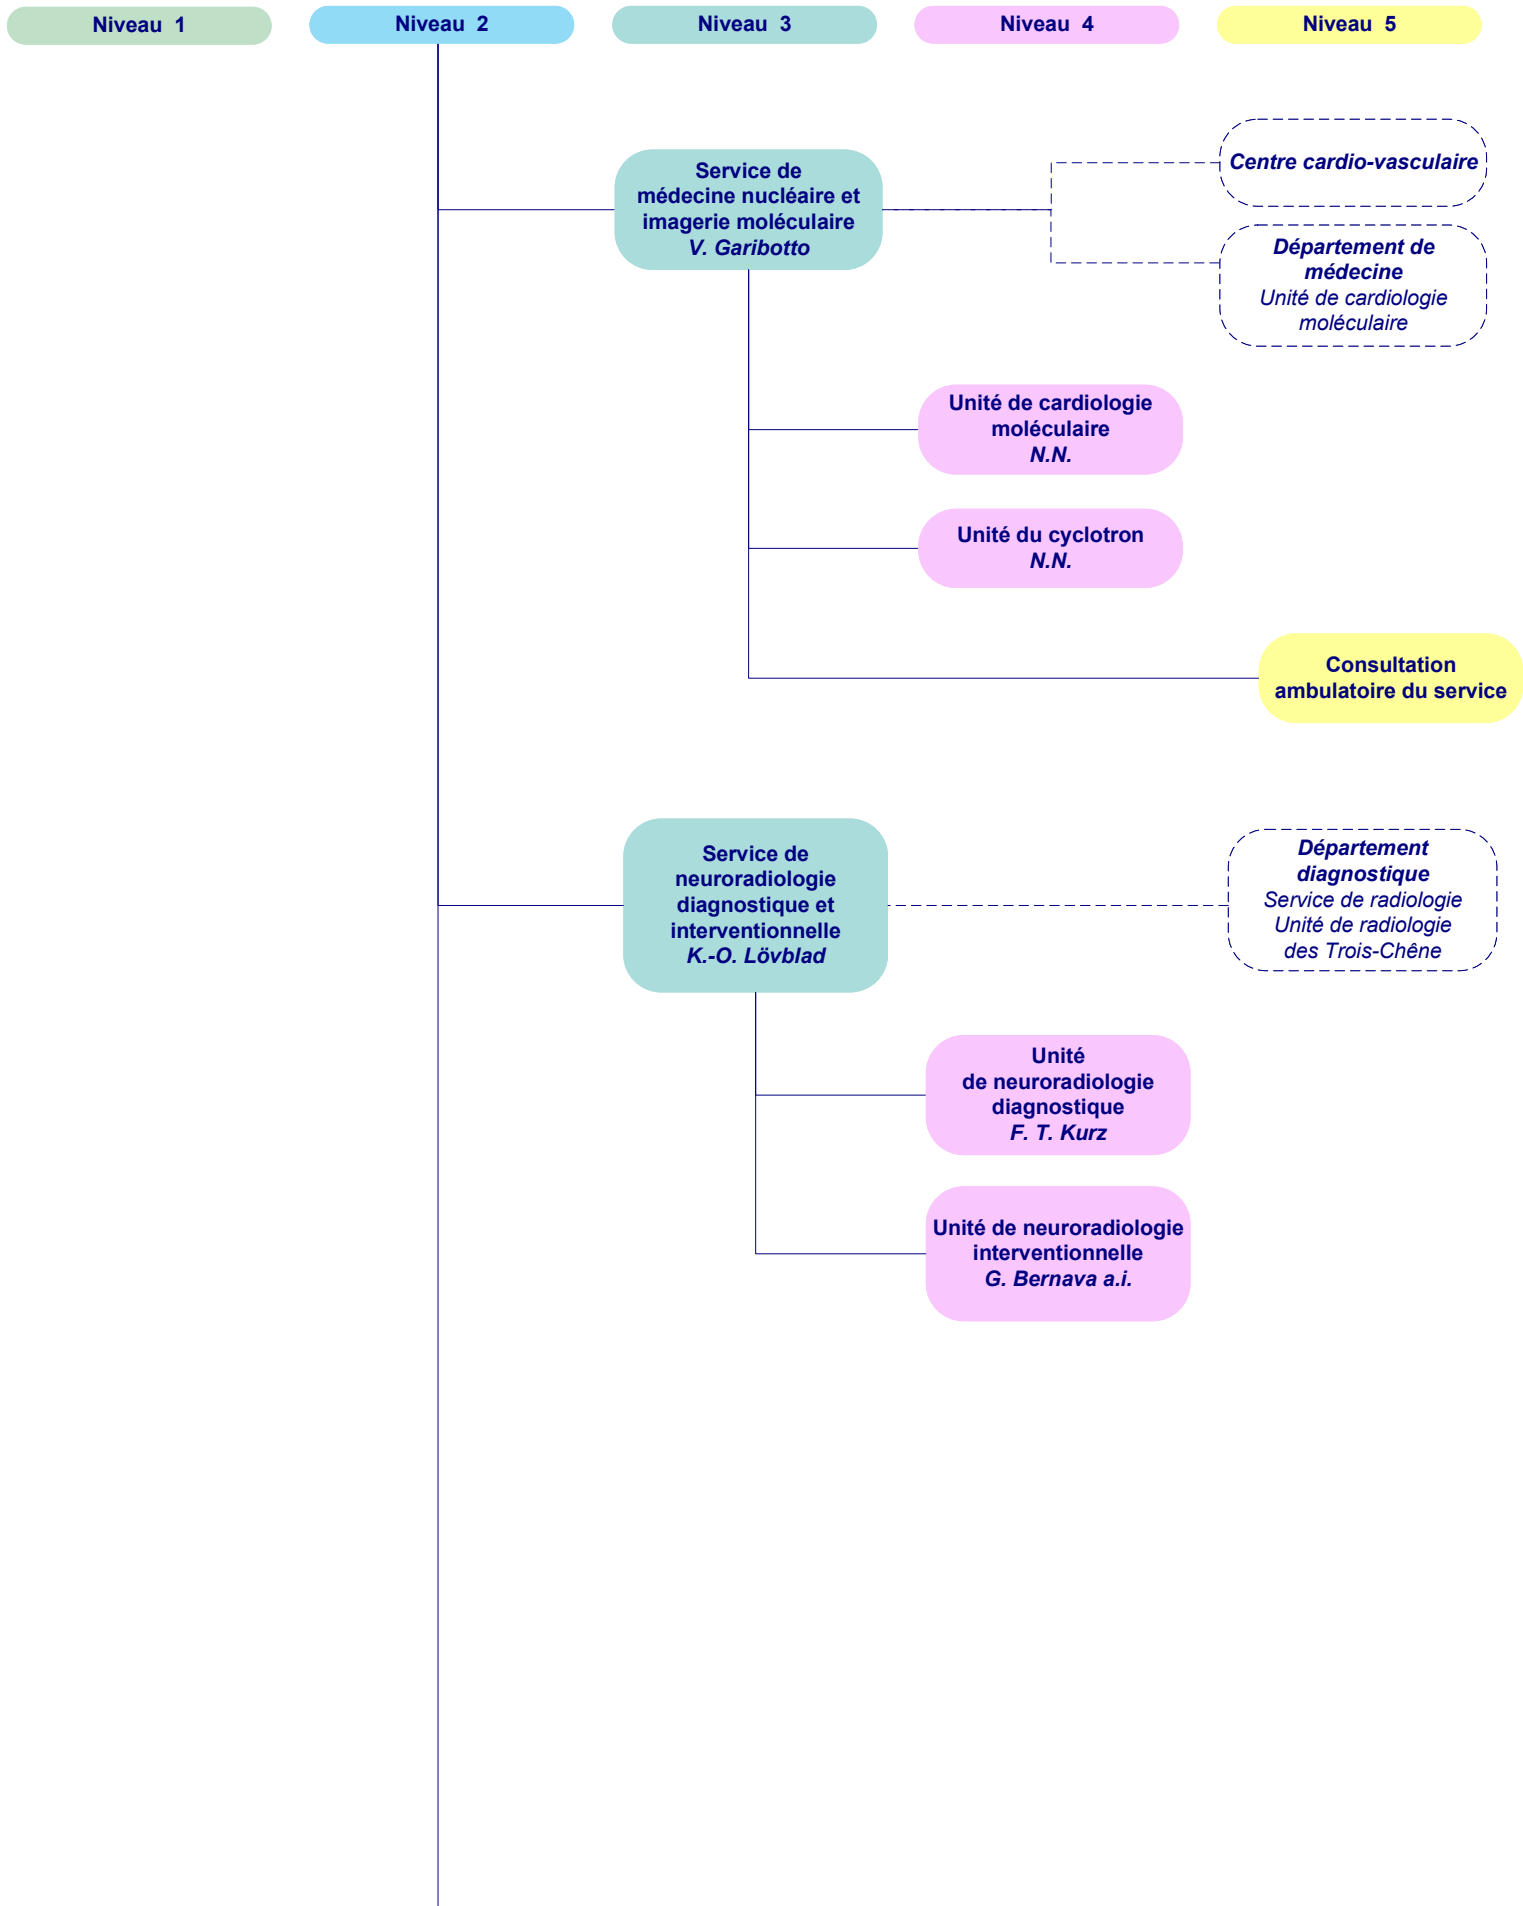 Niveau 1
Niveau 2
Niveau 3
Niveau 4
Niveau 5
Service de
médecine nucléaire et
imagerie moléculaire
V. Garibotto
Centre cardio-vasculaire
Département de
médecine
Unité de cardiologie
moléculaire
Unité de cardiologie
moléculaire
N.N.
Unité du cyclotron
N.N.
Consultation
ambulatoire du service
Service de
neuroradiologie
diagnostique et
interventionnelle
K.-O. Lövblad
Département
diagnostique
Service de radiologie
Unité de radiologie
des Trois-Chêne
Unité
de neuroradiologie
diagnostique
F. T. Kurz
Unité de neuroradiologie
interventionnelle
G. Bernava a.i.